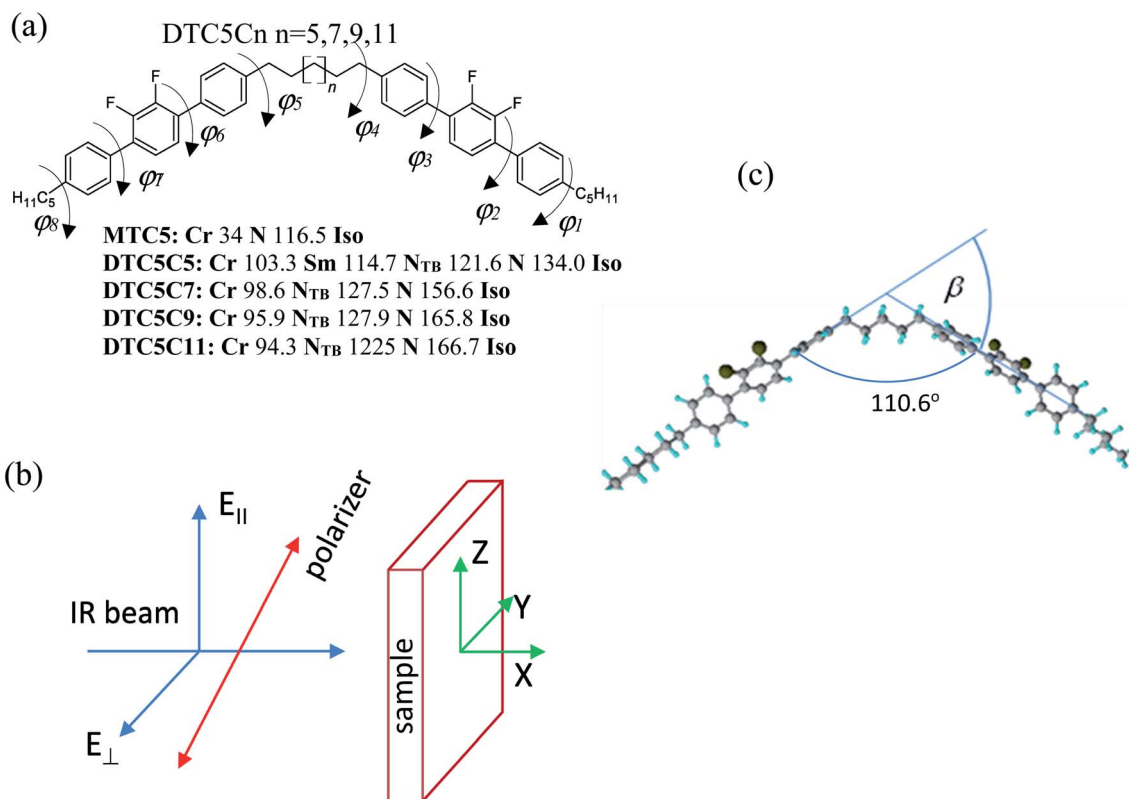 (a)
DTC5Cn n=5,7,9,11
F
F
F
F
n
φ5
φ4
φ6
φ3
φ7
φ2
H11C5
C5H11
φ8
φ1
MTC5: Cr 34 N 116.5 Iso
DTC5C5: Cr 103.3 Sm 114.7 NTB 121.6 N 134.0 Iso
DTC5C7: Cr 98.6 NTB 127.5 N 156.6 Iso
DTC5C9: Cr 95.9 NTB 127.9 N 165.8 Iso
DTC5C11: Cr 94.3 NTB 1225 N 166.7 Iso
(c)
β
110.6o
(b)
E||
polarizer
IR beam
E⊥
Z
Y
X
sample